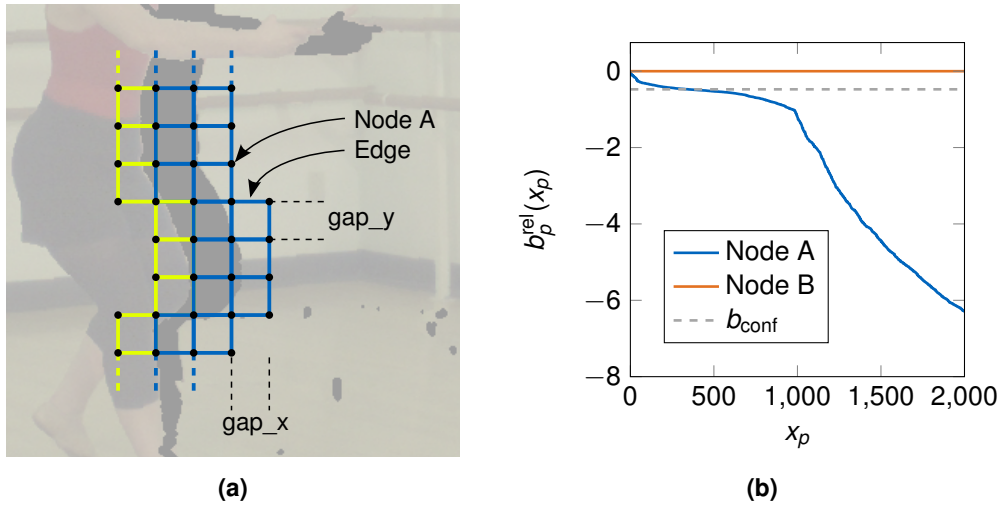 Node A
Edge
gap_y
gap_x
(a)
0
−2
−4
−6
−8
b_p^rel(x_p)
Node A
Node B
b_conf
0
500
1,000
1,500
2,000
x_p
(b)